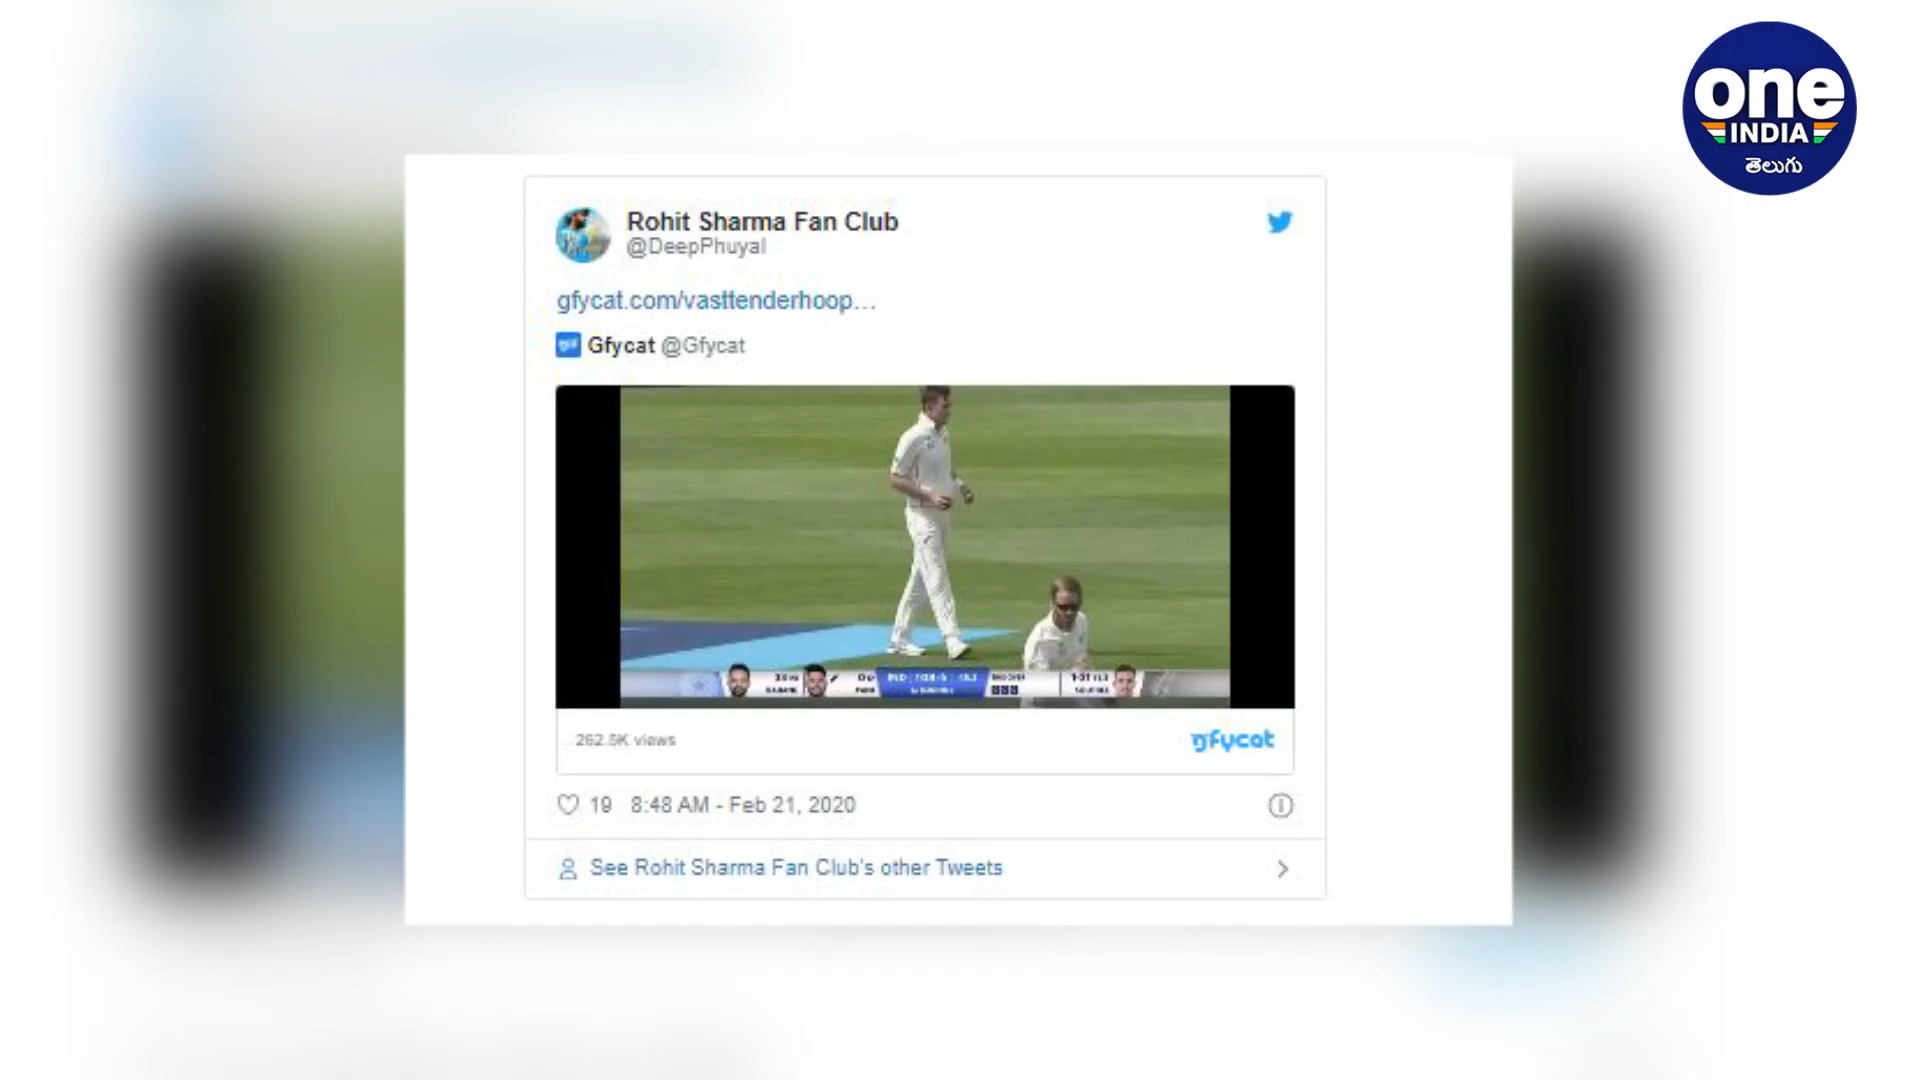 one
INDIA
తెలుగు
Rohit Sharma Fan Club
@DeepPhuyal
gfycat.com/vasttenderhoop…
Gfycat @Gfycat
262.5K views
gfycat
19 8:48 AM - Feb 21, 2020
See Rohit Sharma Fan Club's other Tweets